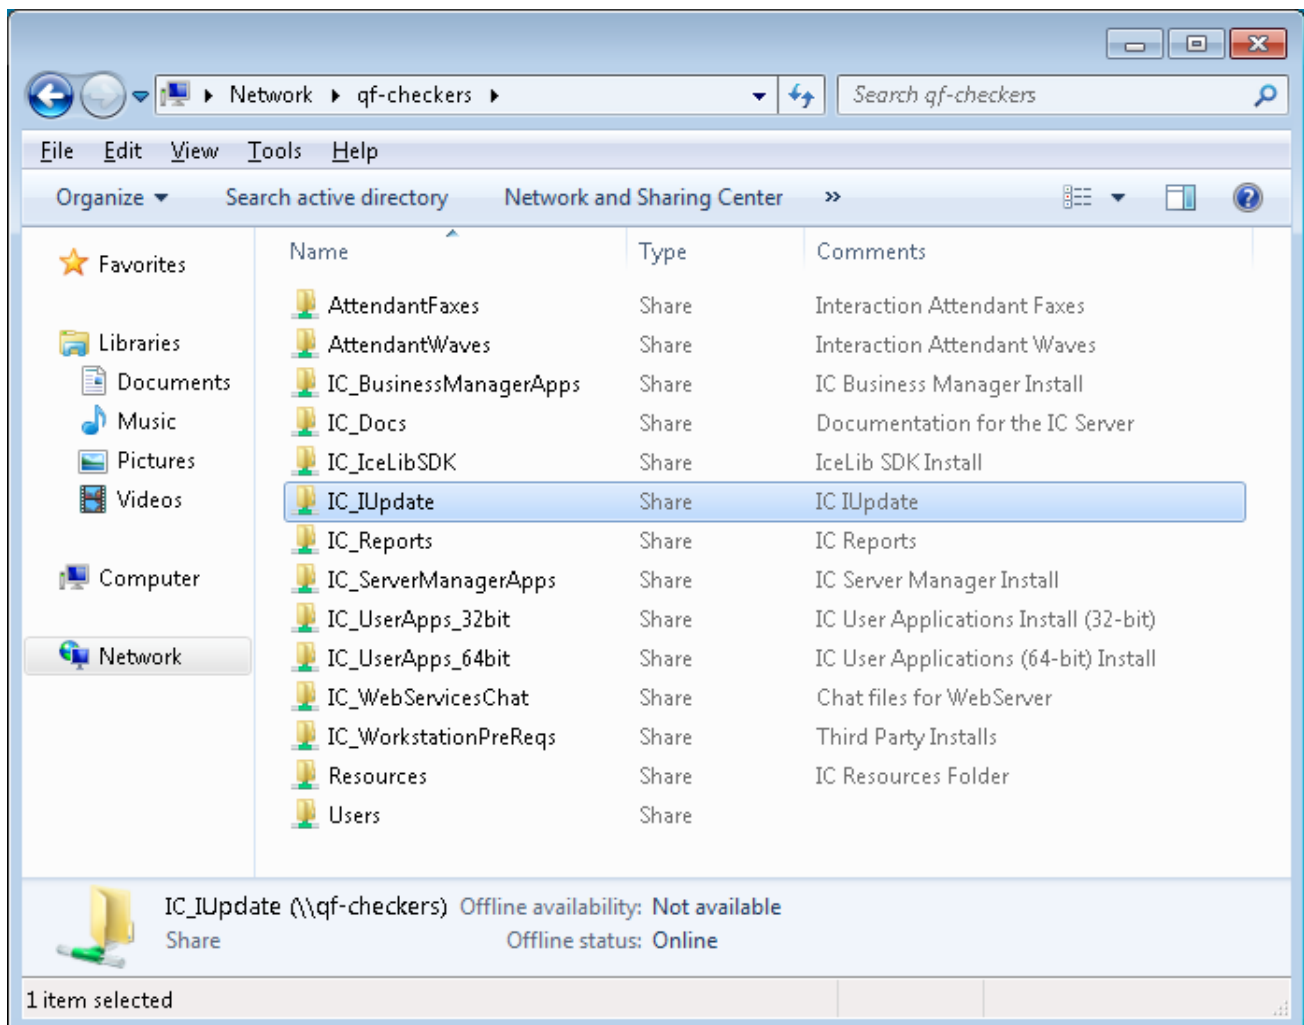 Network qf-checkers Search qf-checkers
File Edit View Tools Help
Organize Search active directory Network and Sharing Center »
Favorites
Libraries
Documents
Music
Pictures
Videos
Computer
Network
Name Type Comments
AttendantFaxes Share Interaction Attendant Faxes
AttendantWaves Share Interaction Attendant Waves
IC_BusinessManagerApps Share IC Business Manager Install
IC_Docs Share Documentation for the IC Server
IC_IceLibSDK Share IceLib SDK Install
IC_IUpdate Share IC IUpdate
IC_Reports Share IC Reports
IC_ServerManagerApps Share IC Server Manager Install
IC_UserApps_32bit Share IC User Applications Install (32-bit)
IC_UserApps_64bit Share IC User Applications (64-bit) Install
IC_WebServicesChat Share Chat files for WebServer
IC_WorkstationPreReqs Share Third Party Installs
Resources Share IC Resources Folder
Users Share
IC_IUpdate (\\qf-checkers) Offline availability: Not available
Share Offline status: Online
1 item selected